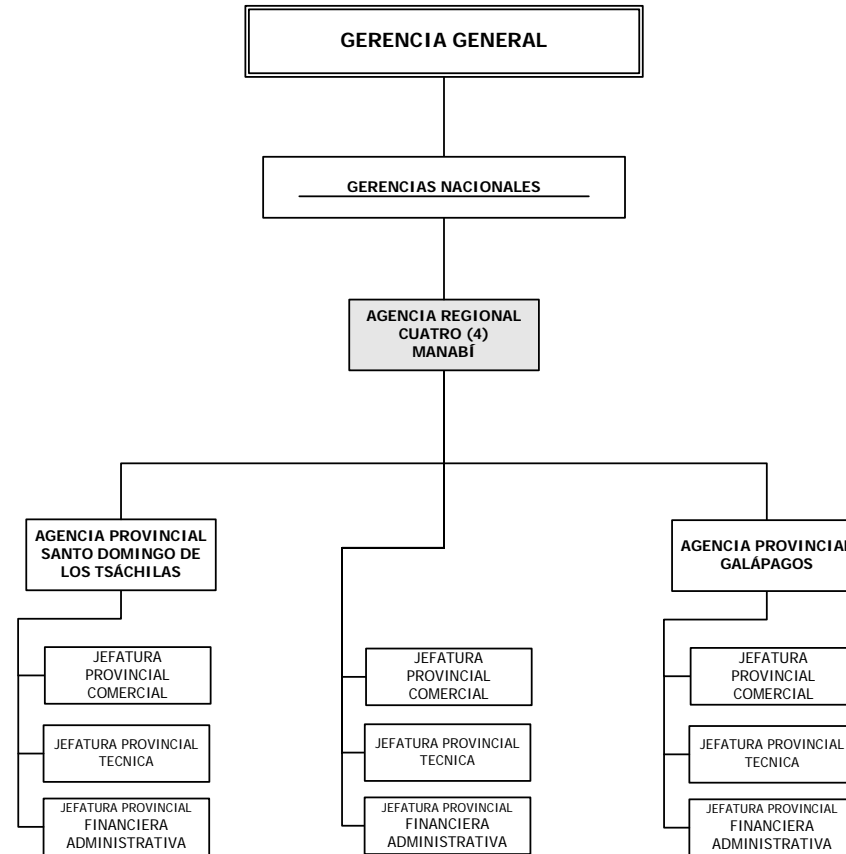 GERENCIA GENERAL
GERENCIAS NACIONALES
AGENCIA REGIONAL
CUATRO (4)
MANABÍ
AGENCIA PROVINCIAL
SANTO DOMINGO DE
LOS TSÁCHILAS
JEFATURA
PROVINCIAL
COMERCIAL
JEFATURA PROVINCIAL
TECNICA
JEFATURA PROVINCIAL
FINANCIERA
ADMINISTRATIVA
JEFATURA
PROVINCIAL
COMERCIAL
JEFATURA PROVINCIAL
TECNICA
JEFATURA PROVINCIAL
FINANCIERA
ADMINISTRATIVA
AGENCIA PROVINCIAL
GALÁPAGOS
JEFATURA
PROVINCIAL
COMERCIAL
JEFATURA PROVINCIAL
TECNICA
JEFATURA PROVINCIAL
FINANCIERA
ADMINISTRATIVA